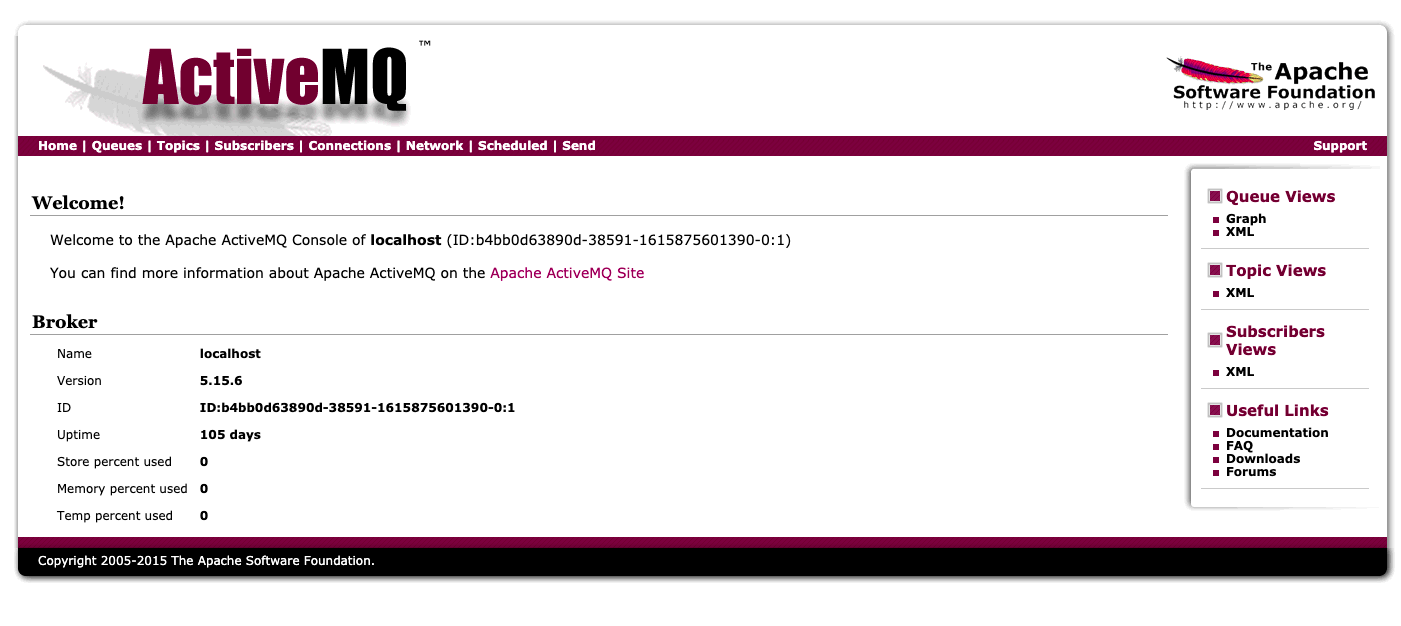 ActiveMQ ™
The Apache
Software Foundation
http://www.apache.org/
Home | Queues | Topics | Subscribers | Connections | Network | Scheduled | Send
Support
Welcome!
Welcome to the Apache ActiveMQ Console of localhost (ID:b4bb0d63890d-38591-1615875601390-0:1)
You can find more information about Apache ActiveMQ on the Apache ActiveMQ Site
Broker
Name localhost
Version 5.15.6
ID ID:b4bb0d63890d-38591-1615875601390-0:1
Uptime 105 days
Store percent used 0
Memory percent used 0
Temp percent used 0
Queue Views
Graph
XML
Topic Views
XML
Subscribers
Views
XML
Useful Links
Documentation
FAQ
Downloads
Forums
Copyright 2005-2015 The Apache Software Foundation.